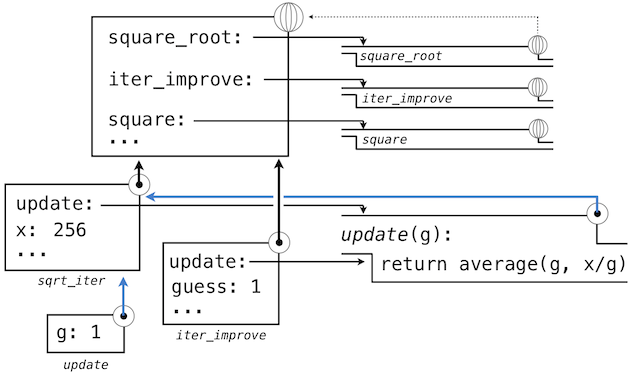 square_root:
square_root
iter_improve:
iter_improve
square:
square
...
update:
x: 256
...
sqrt_iter
update(g):
return average(g, x/g)
update:
guess: 1
...
iter_improve
g: 1
update